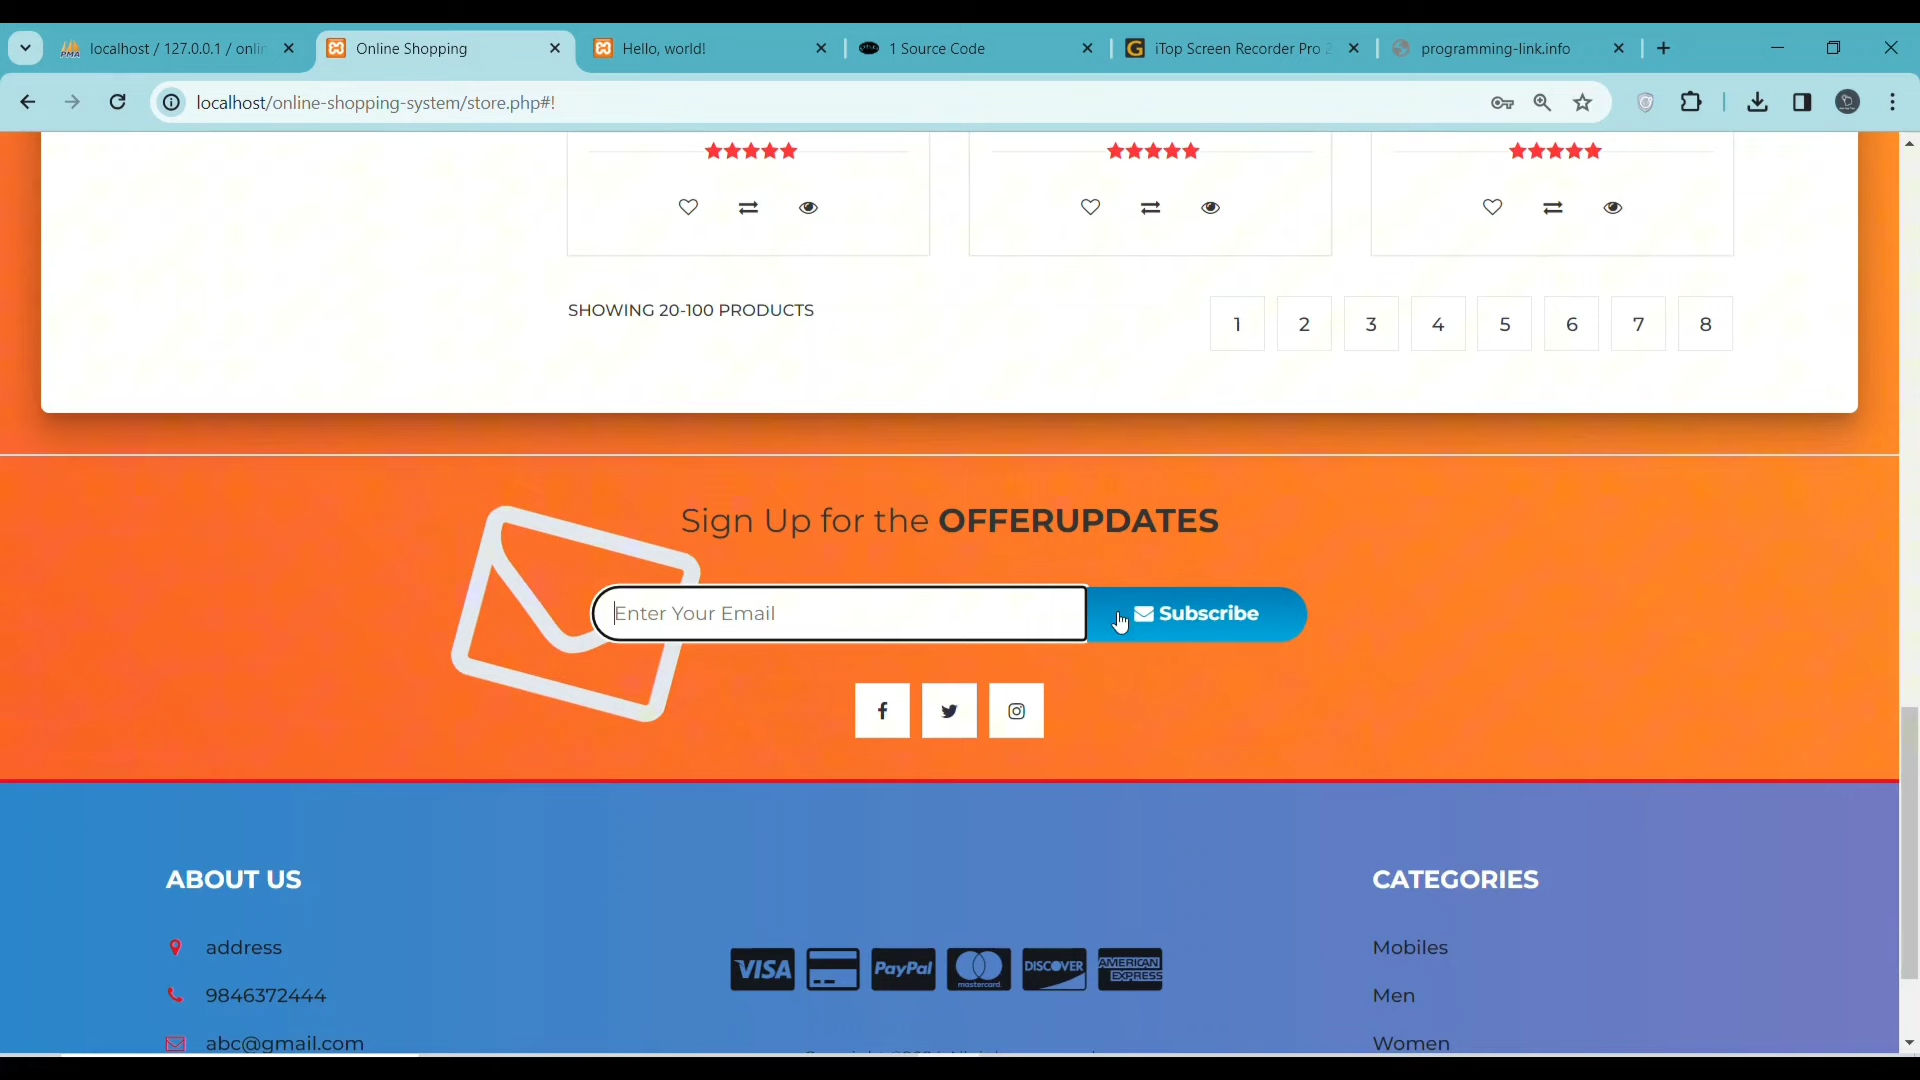 localhost / 127.0.0.1 / onlin
Online Shopping
Hello, world!
1 Source Code
iTop Screen Recorder Pro 2
programming-link.info
localhost/online-shopping-system/store.php#!
SHOWING 20-100 PRODUCTS
1 2 3 4 5 6 7 8
Sign Up for the OFFERUPDATES
Enter Your Email
Subscribe
ABOUT US
CATEGORIES
address
Mobiles
VISA PayPal mastercard DISCOVER AMERICAN EXPRESS
9846372444
Men
abc@gmail.com
Women